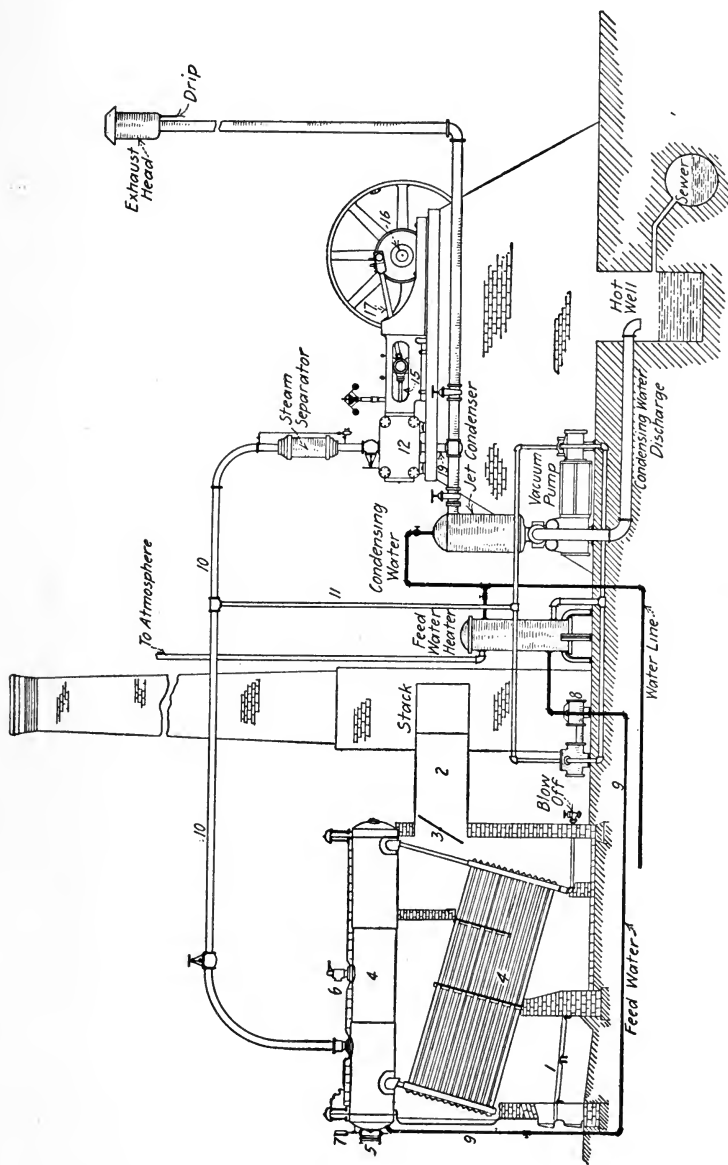 Exhaust
Head
Drip
To Atmosphere
10
10
Steam
Separator
11
17
16
15
12
19
Stack
Condensing
Water
Feed
Water
Heater
Jet Condenser
7
5
6
4
4
3
2
Vacuum
Pump
Hot
Well
Sewer
Condensing Water
Discharge
Blow
Off
8
9
9
1
Water Line
Feed Water